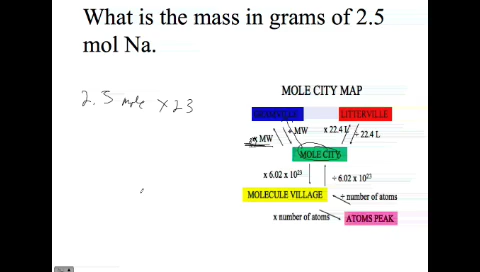 What is the mass in grams of 2.5
mol Na.
2.5 mole x 23
MOLE CITY MAP
GRAMVILLE
LITTERVILLE
x MW
÷ MW
x 22.4 L
÷ 22.4 L
MOLE CITY
x 6.02 x 10²³
÷ 6.02 x 10²³
MOLECULE VILLAGE
÷ number of atoms
x number of atoms
ATOMS PEAK